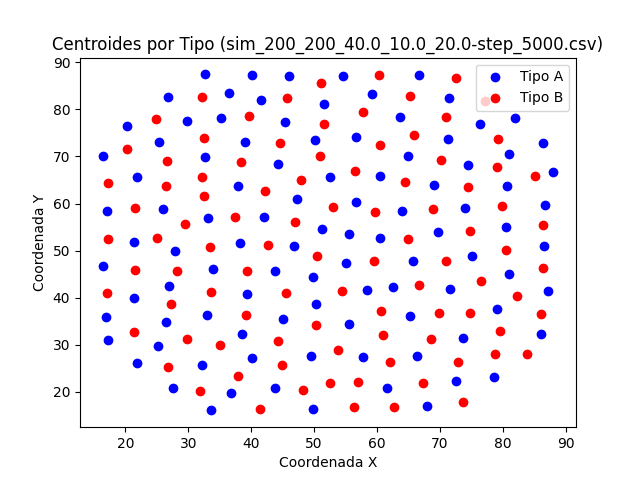 Centroides por Tipo (sim_200_200_40.0_10.0_20.0-step_5000.csv)
Tipo A
Tipo B
90
80
70
60
50
40
30
20
Coordenada Y
20 30 40 50 60 70 80 90
Coordenada X